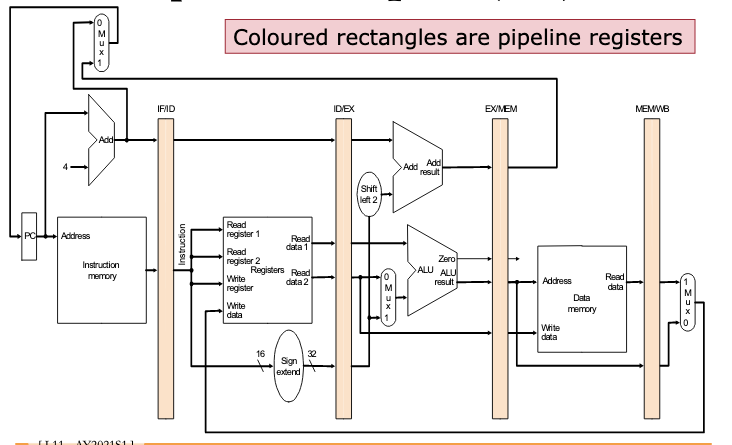 Coloured rectangles are pipeline registers
0
M
u
x
1
IF/ID
ID/EX
EX/MEM
MEM/WB
Add
4
Add
Add
result
Shift
left 2
PC
Address
Instruction
memory
Instruction
Read
register 1
Read
register 2
Write
register
Write
data
Registers
Read
data 1
Read
data 2
0
M
u
x
1
ALU
Zero
ALU
result
Address
Read
data
Data
memory
Write
data
1
M
u
x
0
16
Sign
extend
32
[ L11 - AY2021S1 ]